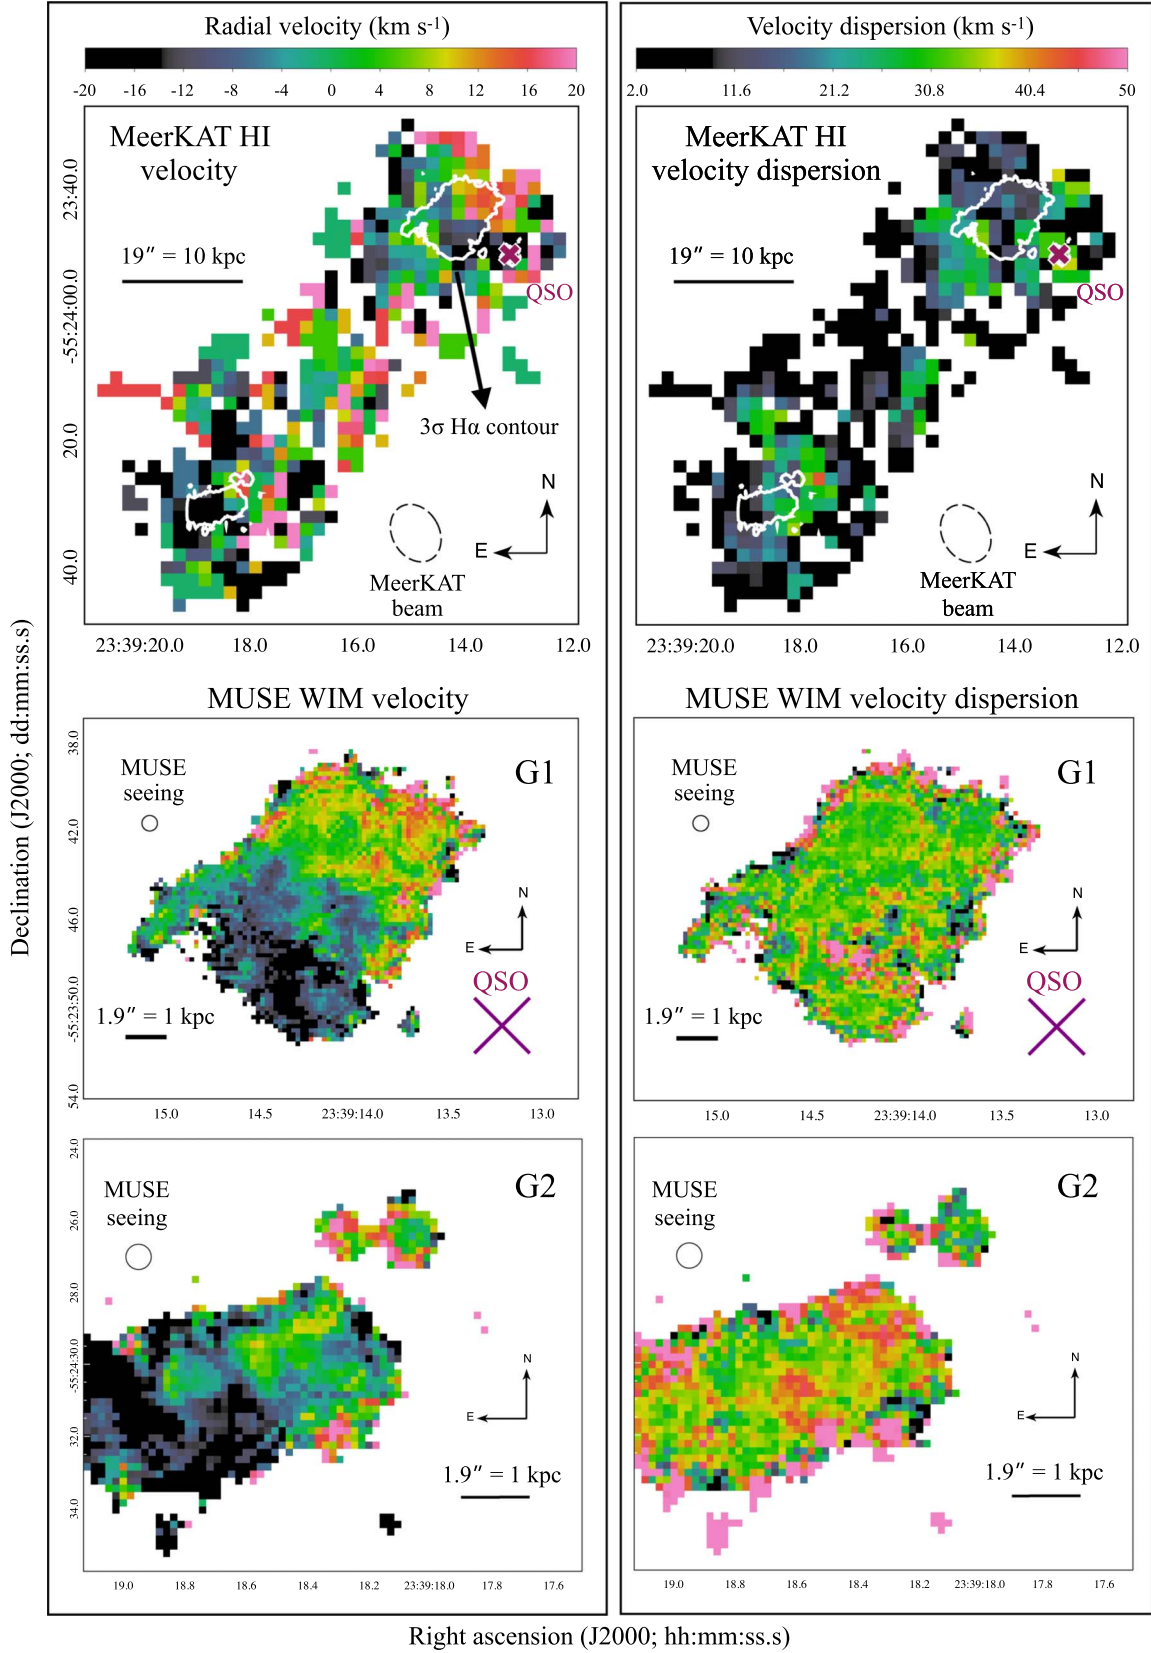 Radial velocity (km s⁻¹)
-20 -16 -12 -8 -4 0 4 8 12 16 20
MeerKAT HI
velocity
19″ = 10 kpc
QSO
3σ Hα contour
N
E
MeerKAT
beam
23:40.0
-55:24:00.0
20.0
40.0
23:39:20.0 18.0 16.0 14.0 12.0
Velocity dispersion (km s⁻¹)
2.0 11.6 21.2 30.8 40.4 50
MeerKAT HI
velocity dispersion
19″ = 10 kpc
QSO
N
E
MeerKAT
beam
23:39:20.0 18.0 16.0 14.0 12.0
Declination (J2000; dd:mm:ss.s)
MUSE WIM velocity
MUSE
seeing
G1
N
E
QSO
1.9″ = 1 kpc
38.0
42.0
46.0
-55:23:50.0
54.0
15.0 14.5 23:39:14.0 13.5 13.0
MUSE WIM velocity dispersion
MUSE
seeing
G1
N
E
QSO
1.9″ = 1 kpc
15.0 14.5 23:39:14.0 13.5 13.0
MUSE
seeing
G2
N
E
1.9″ = 1 kpc
24.0
26.0
28.0
-55:24:30.0
32.0
34.0
19.0 18.8 18.6 18.4 18.2 23:39:18.0 17.8 17.6
MUSE
seeing
G2
N
E
1.9″ = 1 kpc
19.0 18.8 18.6 18.4 18.2 23:39:18.0 17.8 17.6
Right ascension (J2000; hh:mm:ss.s)